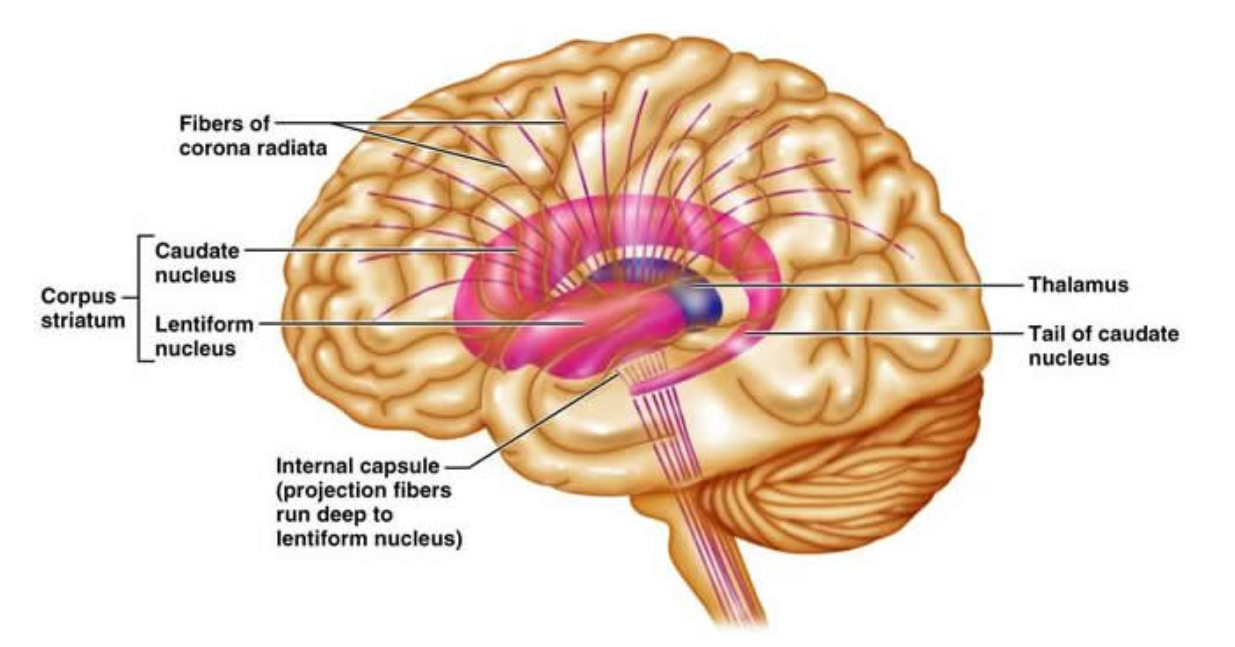 Fibers of
corona radiata
Caudate
nucleus
Corpus
striatum
Lentiform
nucleus
Internal capsule
(projection fibers
run deep to
lentiform nucleus)
Thalamus
Tail of caudate
nucleus